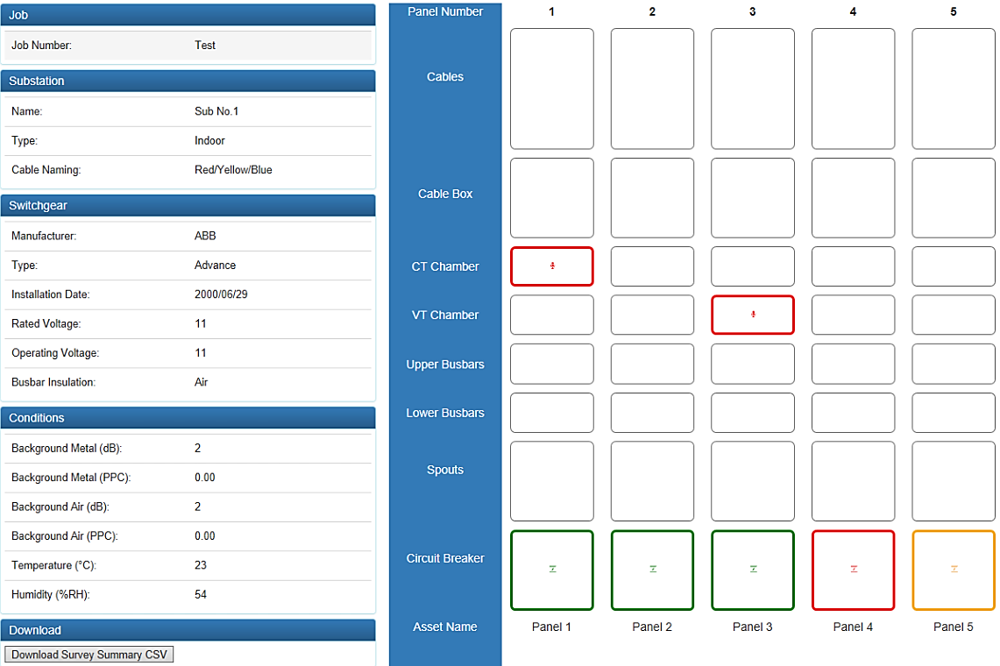 Job
Job Number: Test
Substation
Name: Sub No.1
Type: Indoor
Cable Naming: Red/Yellow/Blue
Switchgear
Manufacturer: ABB
Type: Advance
Installation Date: 2000/06/29
Rated Voltage: 11
Operating Voltage: 11
Busbar Insulation: Air
Conditions
Background Metal (dB): 2
Background Metal (PPC): 0.00
Background Air (dB): 2
Background Air (PPC): 0.00
Temperature (°C): 23
Humidity (%RH): 54
Download
Download Survey Summary CSV
Panel Number 1 2 3 4 5
Cables
Cable Box
CT Chamber
VT Chamber
Upper Busbars
Lower Busbars
Spouts
Circuit Breaker
Asset Name Panel 1 Panel 2 Panel 3 Panel 4 Panel 5